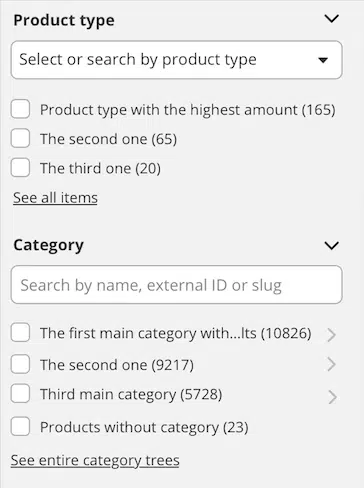 Product type
Select or search by product type
Product type with the highest amount (165)
The second one (65)
The third one (20)
See all items
Category
Search by name, external ID or slug
The first main category with...lts (10826)
The second one (9217)
Third main category (5728)
Products without category (23)
See entire category trees